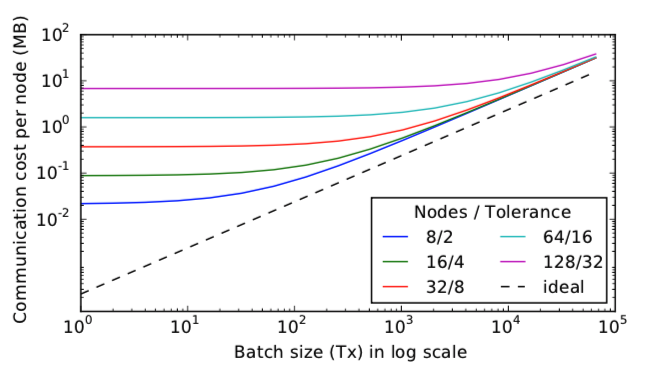 Communication cost per node (MB)
10^2
10^1
10^0
10^-1
10^-2
Nodes / Tolerance
8/2
16/4
32/8
64/16
128/32
ideal
10^0 10^1 10^2 10^3 10^4 10^5
Batch size (Tx) in log scale